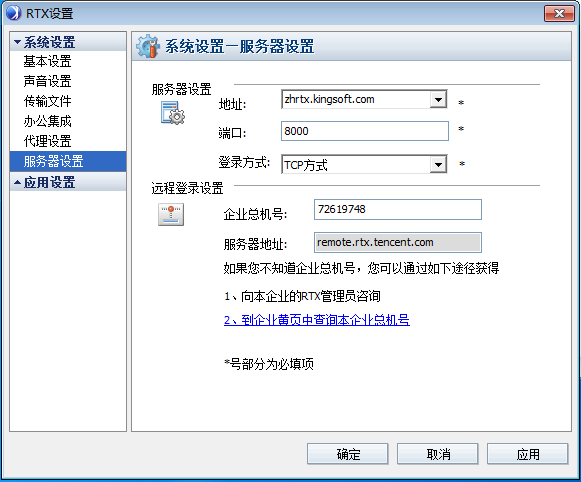 RTX设置
系统设置
基本设置
声音设置
传输文件
办公集成
代理设置
服务器设置
应用设置
系统设置—服务器设置
服务器设置
地址: zhrtx.kingsoft.com *
端口: 8000 *
登录方式: TCP方式 *
远程登录设置
企业总机号: 72619748
服务器地址: remote.rtx.tencent.com
如果您不知道企业总机号，您可以通过如下途径获得
1、向本企业的RTX管理员咨询
2、到企业黄页中查询本企业总机号
*号部分为必填项
确定 取消 应用